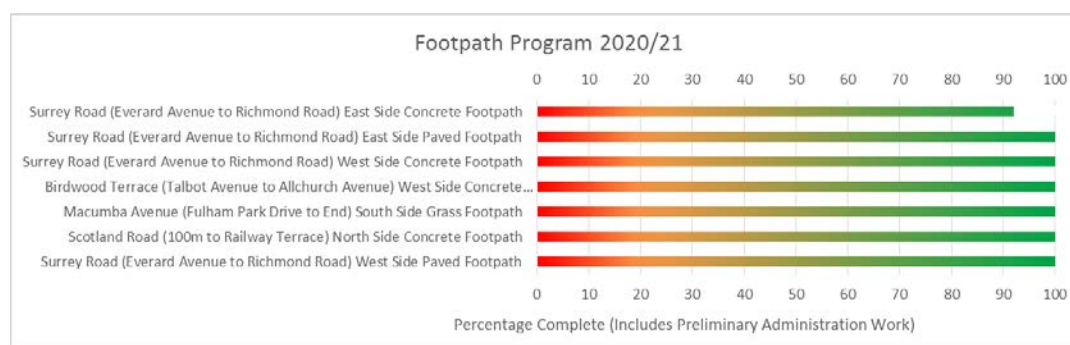 Footpath Program 2020/21
0 10 20 30 40 50 60 70 80 90 100
Surrey Road (Everard Avenue to Richmond Road) East Side Concrete Footpath
Surrey Road (Everard Avenue to Richmond Road) East Side Paved Footpath
Surrey Road (Everard Avenue to Richmond Road) West Side Concrete Footpath
Birdwood Terrace (Talbot Avenue to Allchurch Avenue) West Side Concrete...
Macumba Avenue (Fulham Park Drive to End) South Side Grass Footpath
Scotland Road (100m to Railway Terrace) North Side Concrete Footpath
Surrey Road (Everard Avenue to Richmond Road) West Side Paved Footpath
0 10 20 30 40 50 60 70 80 90 100
Percentage Complete (Includes Preliminary Administration Work)